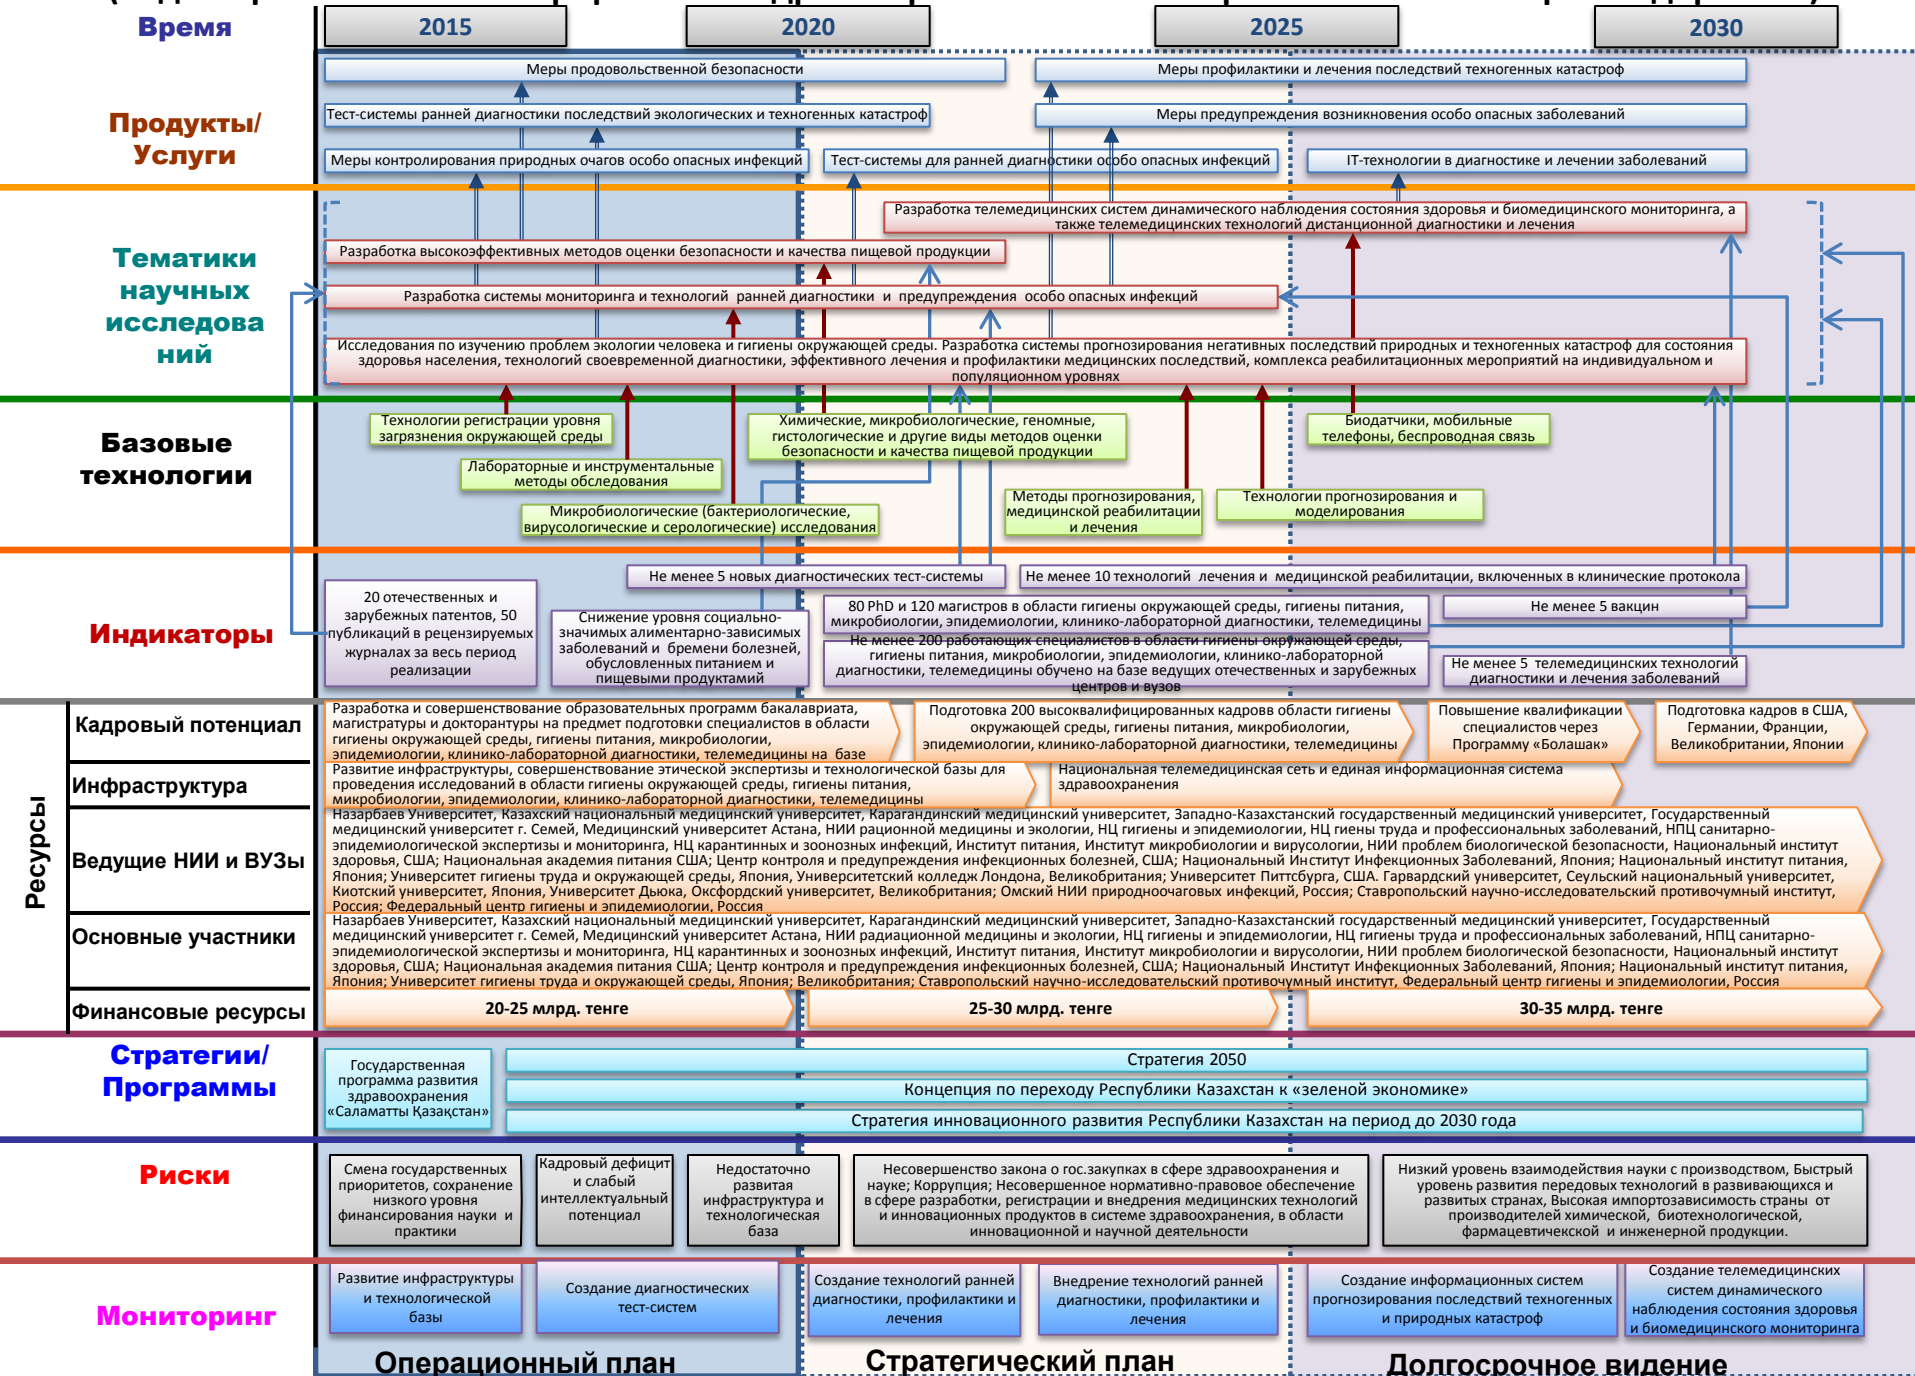 Время
2015
2020
2025
2030
Меры продовольственной безопасности
Меры профилактики и лечения последствий техногенных катастроф
Продукты/
Услуги
Тест-системы ранней диагностики последствий экологических и техногенных катастроф
Меры предупреждения возникновения особо опасных заболеваний
Меры контролирования природных очагов особо опасных инфекций
Тест-системы для ранней диагностики особо опасных инфекций
IT-технологии в диагностике и лечении заболеваний
Тематики
научных
исследова
ний
Разработка телемедицинских систем динамического наблюдения состояния здоровья и биомедицинского мониторинга, а
также телемедицинских технологий дистанционной диагностики и лечения
Разработка высокоэффективных методов оценки безопасности и качества пищевой продукции
Разработка системы мониторинга и технологий ранней диагностики и предупреждения особо опасных инфекций
Исследования по изучению проблем экологии человека и гигиены окружающей среды. Разработка системы прогнозирования негативных последствий природных и техногенных катастроф для состояния
здоровья населения, технологий своевременной диагностики, эффективного лечения и профилактики медицинских последствий, комплекса реабилитационных мероприятий на индивидуальном и
популяционном уровнях
Базовые
технологии
Технологии регистрации уровня
загрязнения окружающей среды
Химические, микробиологические, геномные,
гистологические и другие виды методов оценки
безопасности и качества пищевой продукции
Биодатчики, мобильные
телефоны, беспроводная связь
Лабораторные и инструментальные
методы обследования
Микробиологические (бактериологические,
вирусологические и серологические) исследования
Методы прогнозирования,
медицинской реабилитации
и лечения
Технологии прогнозирования и
моделирования
Индикаторы
20 отечественных и
зарубежных патентов, 50
публикаций в рецензируемых
журналах за весь период
реализации
Снижение уровня социально-
значимых алиментарно-зависимых
заболеваний и бремени болезней,
обусловленных питанием и
пищевыми продуктами
Не менее 5 новых диагностических тест-системы
Не менее 10 технологий лечения и медицинской реабилитации, включенных в клинические протокола
80 PhD и 120 магистров в области гигиены окружающей среды, гигиены питания,
микробиологии, эпидемиологии, клинико-лабораторной диагностики, телемедицины
Не менее 5 вакцин
Не менее 200 работающих специалистов в области гигиены окружающей среды,
гигиены питания, микробиологии, эпидемиологии, клинико-лабораторной
диагностики, телемедицины обучено на базе ведущих отечественных и зарубежных
центров и вузов
Не менее 5 телемедицинских технологий
диагностики и лечения заболеваний
Ресурсы
Кадровый потенциал
Разработка и совершенствование образовательных программ бакалавриата,
магистратуры и докторантуры на предмет подготовки специалистов в области
гигиены окружающей среды, гигиены питания, микробиологии,
эпидемиологии, клинико-лабораторной диагностики, телемедицины на базе
Подготовка 200 высоквалифицированных кадровв области гигиены
окружающей среды, гигиены питания, микробиологии,
эпидемиологии, клинико-лабораторной диагностики, телемедицины
Повышение квалификации
специалистов через
Программу «Болашак»
Подготовка кадров в США,
Германии, Франции,
Великобритании, Японии
Инфраструктура
Развитие инфраструктуры, совершенствование этической экспертизы и технологической базы для
проведения исследований в области гигиены окружающей среды, гигиены питания,
микробиологии, эпидемиологии, клинико-лабораторной диагностики, телемедицины
Национальная телемедицинская сеть и единая информационная система
здравоохранения
Ведущие НИИ и ВУЗы
Назарбаев Университет, Казахский национальный медицинский университет, Карагандинский медицинский университет, Западно-Казахстанский государственный медицинский университет, Государственный
медицинский университет г. Семей, Медицинский университет Астана, НИИ рационной медицины и экологии, НЦ гигиены и эпидемиологии, НЦ гиены труда и профессиональных заболеваний, НПЦ санитарно-
эпидемиологической экспертизы и мониторинга, НЦ карантинных и зоонозных инфекций, Институт питания, Институт микробиологии и вирусологии, НИИ проблем биологической безопасности, Национальный институт
здоровья, США; Национальная академия питания США; Центр контроля и предупреждения инфекционных болезней, США; Национальный Институт Инфекционных Заболеваний, Япония; Национальный институт питания,
Япония; Университет гигиены труда и окружающей среды, Япония, Университетский колледж Лондона, Великобритания; Университет Питтсбурга, США. Гарвардский университет, Сеульский национальный университет,
Киотский университет, Япония, Университет Дьюка, Оксфордский университет, Великобритания; Омский НИИ природноочаговых инфекций, Россия; Ставропольский научно-исследовательский противочумный институт,
Россия; Федеральный центр гигиены и эпидемиологии, Россия
Основные участники
Назарбаев Университет, Казахский национальный медицинский университет, Карагандинский медицинский университет, Западно-Казахстанский государственный медицинский университет, Государственный
медицинский университет г. Семей, Медицинский университет Астана, НИИ радиационной медицины и экологии, НЦ гигиены и эпидемиологии, НЦ гигиены труда и профессиональных заболеваний, НПЦ санитарно-
эпидемиологической экспертизы и мониторинга, НЦ карантинных и зоонозных инфекций, Институт питания, Институт микробиологии и вирусологии, НИИ проблем биологической безопасности, Национальный институт
здоровья, США; Национальная академия питания США; Центр контроля и предупреждения инфекционных болезней, США; Национальный Институт Инфекционных Заболеваний, Япония; Национальный институт питания,
Япония; Университет гигиены труда и окружающей среды, Япония; Великобритания; Ставропольский научно-исследовательский противочумный институт, Федеральный центр гигиены и эпидемиологии, Россия
Финансовые ресурсы
20-25 млрд. тенге
25-30 млрд. тенге
30-35 млрд. тенге
Стратегии/
Программы
Государственная
программа развития
здравоохранения
«Саламатты Қазақстан»
Стратегия 2050
Концепция по переходу Республики Казахстан к «зеленой экономике»
Стратегия инновационного развития Республики Казахстан на период до 2030 года
Риски
Смена государственных
приоритетов, сохранение
низкого уровня
финансирования науки и
практики
Кадровый дефицит
и слабый
интеллектуальный
потенциал
Недостаточно
развитая
инфраструктура и
технологическая
база
Несовершенство закона о гос.закупках в сфере здравоохранения и
науке; Коррупция; Несовершенное нормативно-правовое обеспечение
в сфере разработки, регистрации и внедрения медицинских технологий
и инновационных продуктов в системе здравоохранения, в области
инновационной и научной деятельности
Низкий уровень взаимодействия науки с производством, Быстрый
уровень развития передовых технологий в развивающихся и
развитых странах, Высокая импортозависимость страны от
производителей химической, биотехнологической,
фармацевтичекской и инженерной продукции.
Мониторинг
Развитие инфраструктуры
и технологической
базы
Создание диагностических
тест-систем
Создание технологий ранней
диагностики, профилактики и
лечения
Внедрение технологий ранней
диагностики, профилактики и
лечения
Создание информационных систем
прогнозирования последствий техногенных
и природных катастроф
Создание телемедицинских
систем динамического
наблюдения состояния здоровья
и биомедицинского мониторинга
Операционный план
Стратегический план
Долгосрочное видение